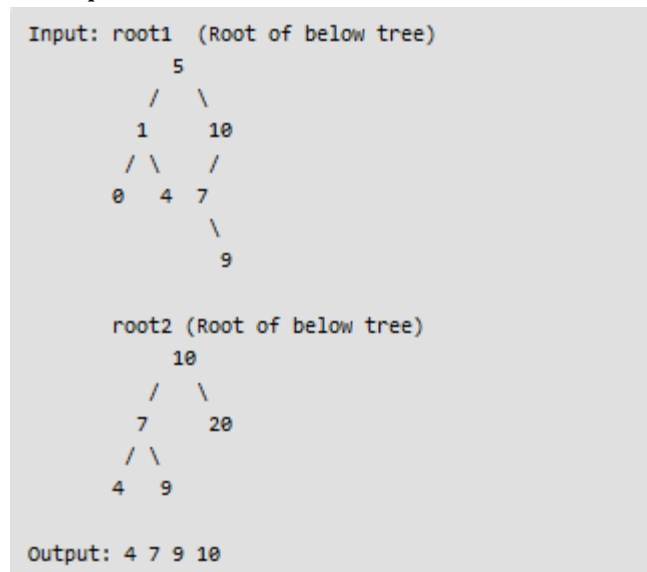 Input: root1  (Root of below tree)
5
/   \
1      10
/ \    /
0   4  7
\
9
root2 (Root of below tree)
10
/   \
7      20
/ \
4   9
Output: 4 7 9 10